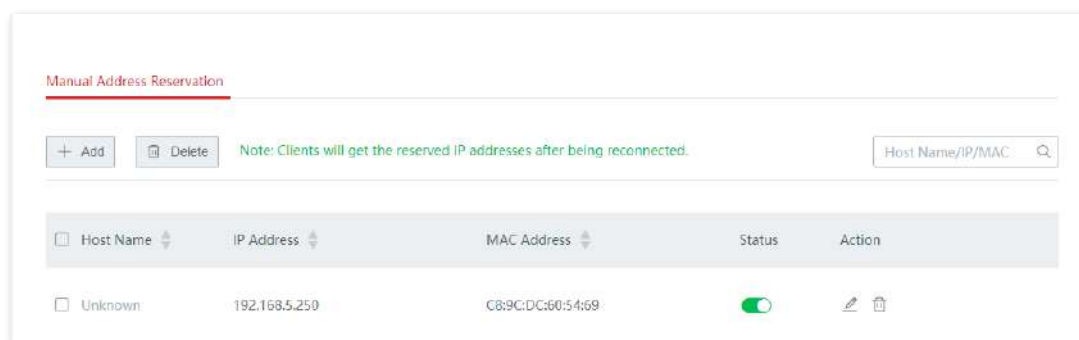 Manual Address Reservation
+ Add Delete Note: Clients will get the reserved IP addresses after being reconnected. Host Name/IP/MAC
Host Name IP Address MAC Address Status Action
Unknown 192.168.5.250 C8:9C:DC:60:54:69